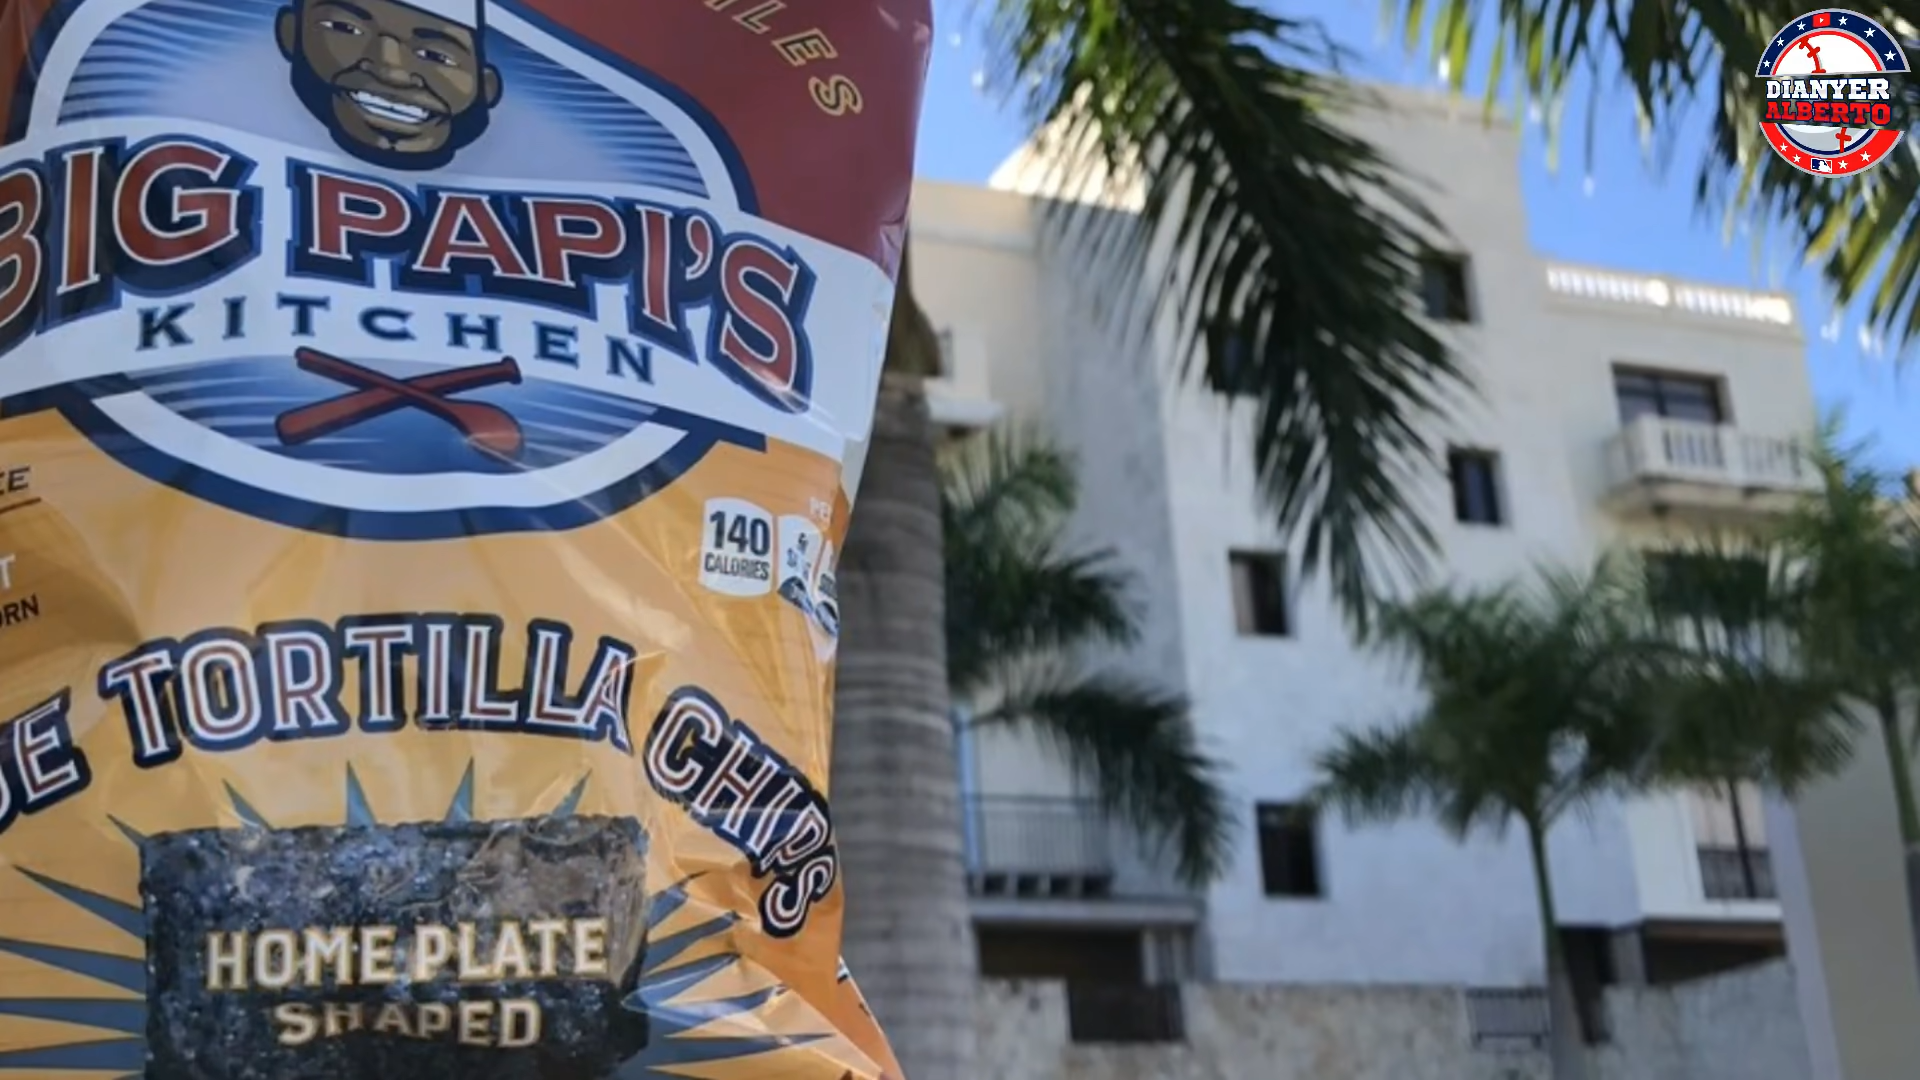 BIG PAPI'S
KITCHEN
140
CALORIES
TORTILLA CHIPS
HOME PLATE
SHAPED
DIANYER
ALBERTO